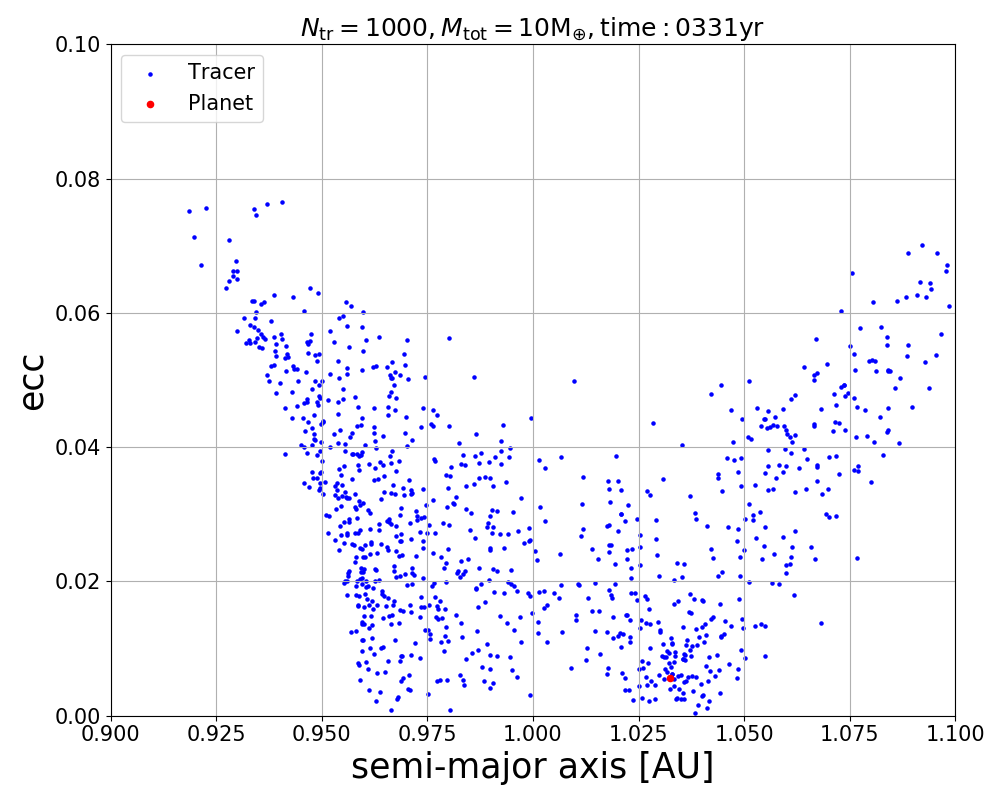 N_tr = 1000, M_tot = 10M_⊕, time : 0331yr
Tracer
Planet
ecc
0.10
0.08
0.06
0.04
0.02
0.00
0.900 0.925 0.950 0.975 1.000 1.025 1.050 1.075 1.100
semi-major axis [AU]